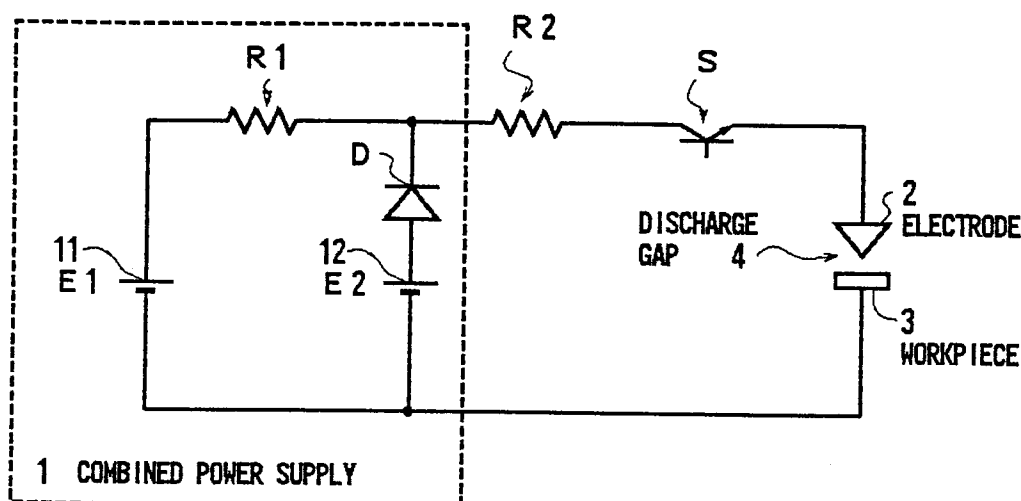 R1
R2
S
D
2
ELECTRODE
DISCHARGE
GAP 4
11
E1
12
E2
3
WORKPIECE
1 COMBINED POWER SUPPLY